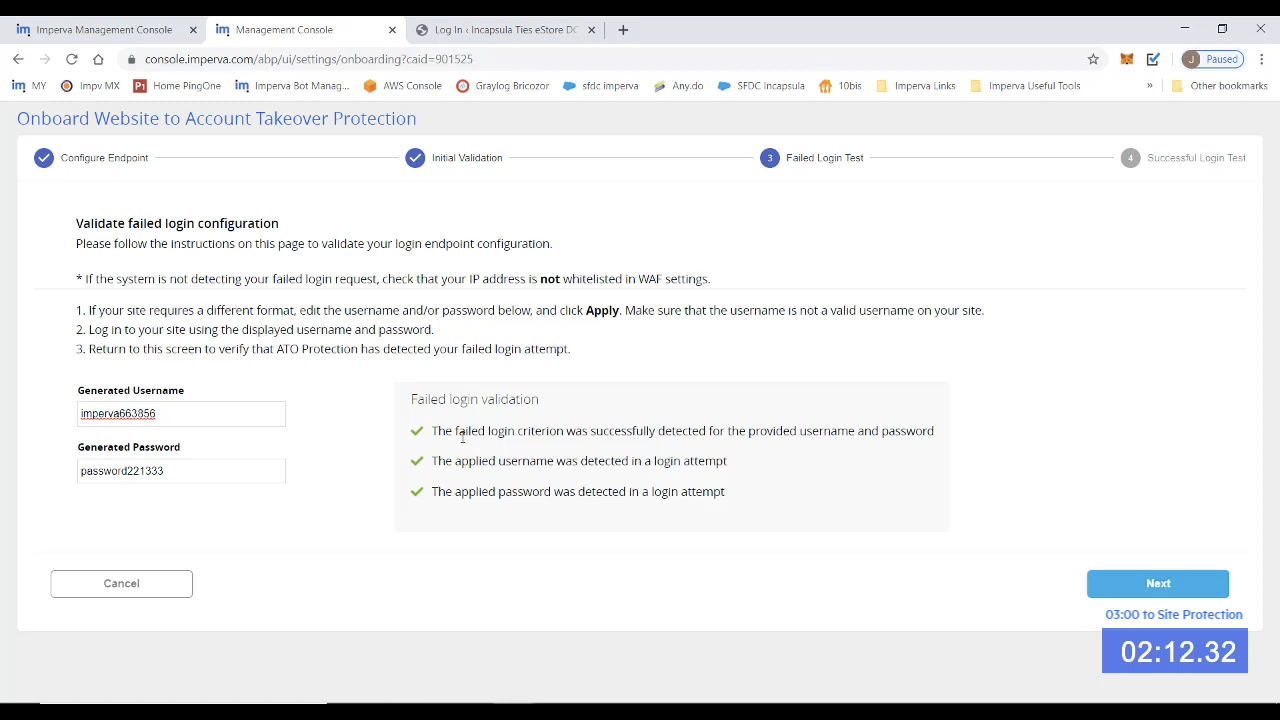 Imperva Management Console
Management Console
Log In ‹ Incapsula Ties eStore DC
console.imperva.com/abp/ui/settings/onboarding?caid=901525
J Paused
im MY
Impv MX
P1 Home PingOne
im Imperva Bot Manag...
AWS Console
Graylog Bricozor
sfdc imperva
Any.do
SFDC Incapsula
10bis
Imperva Links
Imperva Useful Tools
»
Other bookmarks
Onboard Website to Account Takeover Protection
Configure Endpoint
Initial Validation
3 Failed Login Test
4 Successful Login Test
Validate failed login configuration
Please follow the instructions on this page to validate your login endpoint configuration.
* If the system is not detecting your failed login request, check that your IP address is not whitelisted in WAF settings.
1. If your site requires a different format, edit the username and/or password below, and click Apply. Make sure that the username is not a valid username on your site.
2. Log in to your site using the displayed username and password.
3. Return to this screen to verify that ATO Protection has detected your failed login attempt.
Generated Username
imperva663856
Generated Password
password221333
Failed login validation
The failed login criterion was successfully detected for the provided username and password
The applied username was detected in a login attempt
The applied password was detected in a login attempt
Cancel
Next
03:00 to Site Protection
02:12.32